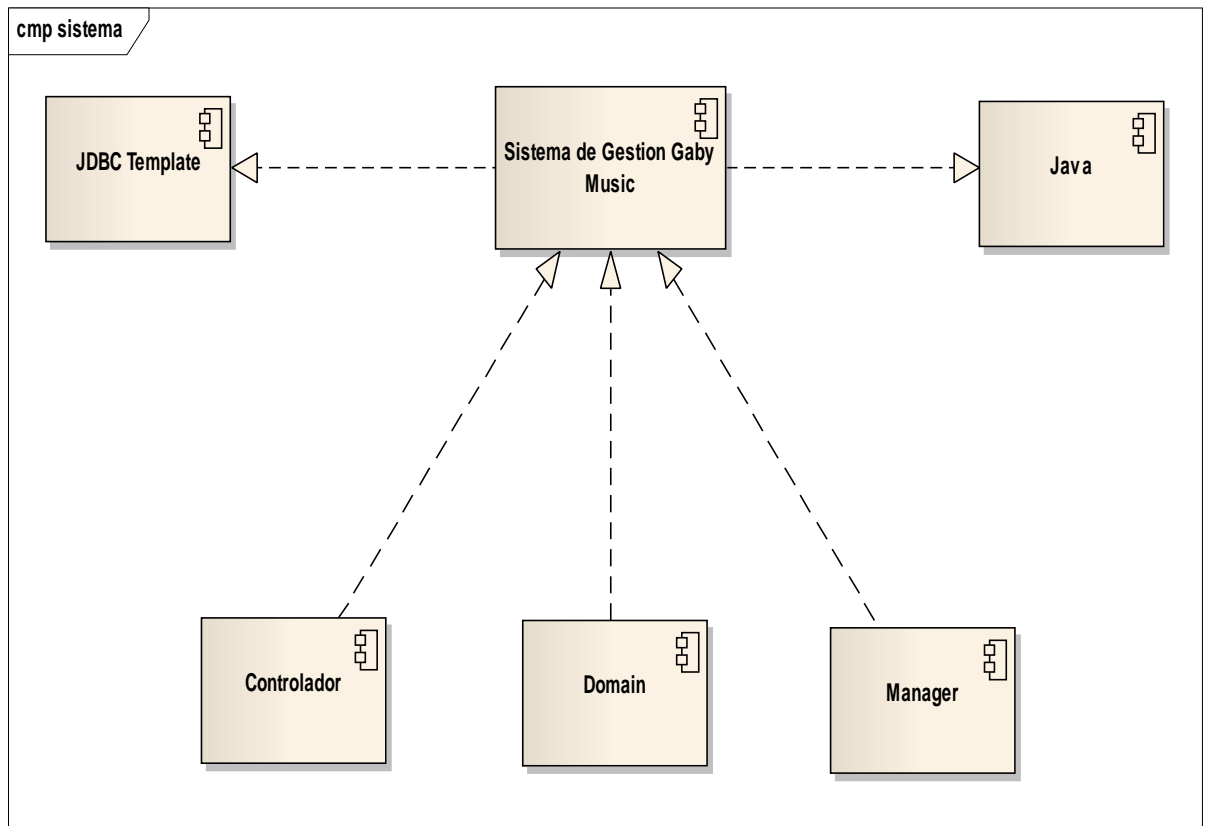 cmp sistema
JDBC Template
Sistema de Gestion Gaby
Music
Java
Controlador
Domain
Manager